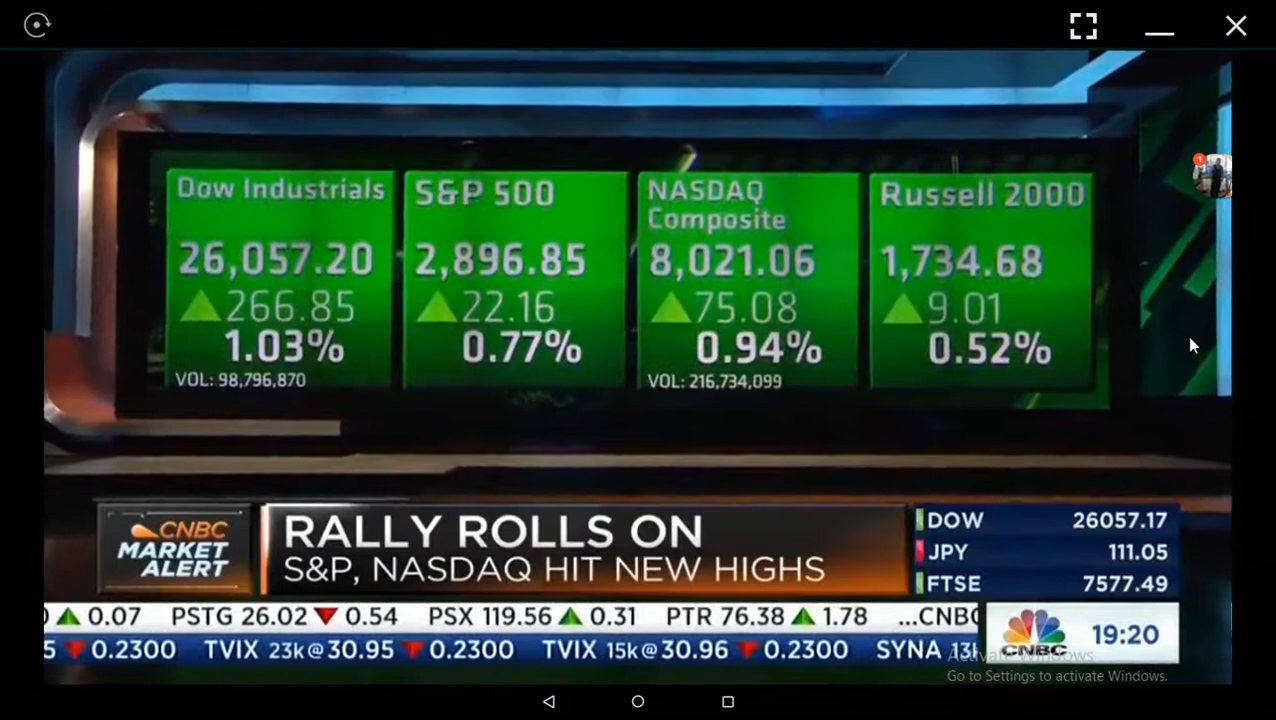 1
Dow Industrials
26,057.20
▲266.85
1.03%
VOL: 98,796,870
S&P 500
2,896.85
▲22.16
0.77%
NASDAQ
Composite
8,021.06
▲75.08
0.94%
VOL: 216,734,099
Russell 2000
1,734.68
▲9.01
0.52%
CNBC
MARKET
ALERT
RALLY ROLLS ON
S&P, NASDAQ HIT NEW HIGHS
DOW 26057.17
JPY 111.05
FTSE 7577.49
▲ 0.07 PSTG 26.02 ▼ 0.54 PSX 119.56 ▲ 0.31 PTR 76.38 ▲ 1.78 ...CNBC
5 ▼ 0.2300 TVIX 23k@30.95 ▼ 0.2300 TVIX 15k@30.96 ▼ 0.2300 SYNA
CNBC
19:20
Activate Windows
Go to Settings to activate Windows.